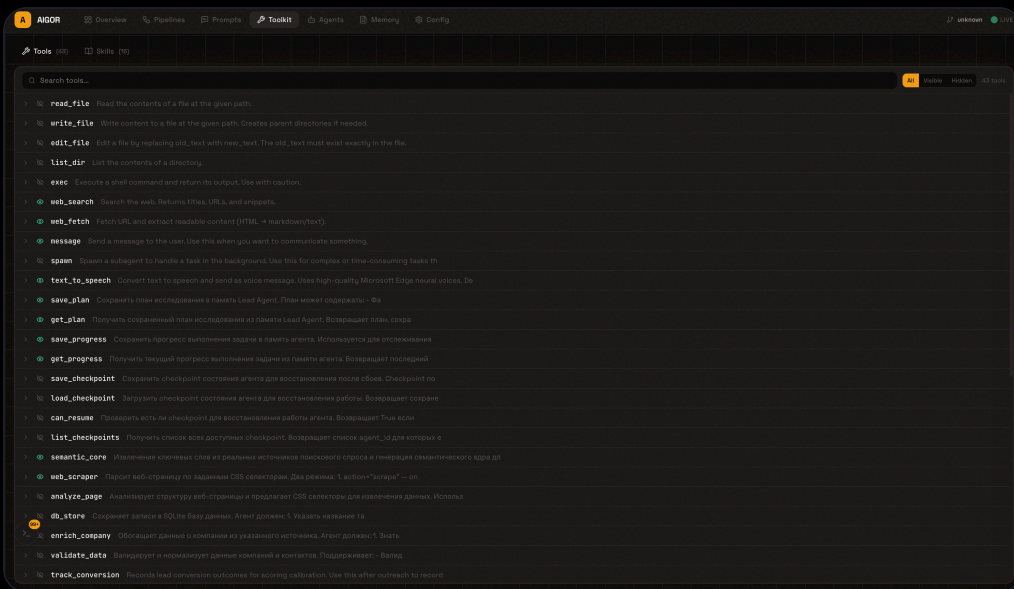 A AIGOR Overview Pipelines Prompts Toolkit Agents Memory Config unknown LIVE
Tools (43) Skills (15)
Search tools... All Visible Hidden 43 tools
read_file Read the contents of a file at the given path.
write_file Write content to a file at the given path. Creates parent directories if needed.
edit_file Edit a file by replacing old_text with new_text. The old_text must exist exactly in the file.
list_dir List the contents of a directory.
exec Execute a shell command and return its output. Use with caution.
web_search Search the web. Returns titles, URLs, and snippets.
web_fetch Fetch URL and extract readable content (HTML → markdown/text).
message Send a message to the user. Use this when you want to communicate something.
spawn Spawn a subagent to handle a task in the background. Use this for complex or time-consuming tasks th
text_to_speech Convert text to speech and send as voice message. Uses high-quality Microsoft Edge neural voices. De
save_plan Сохранить план исследования в память Lead Agent. План может содержать: - Фа
get_plan Получить сохраненный план исследования из памяти Lead Agent. Возвращает план, сохра
save_progress Сохранить прогресс выполнения задачи в память агента. Используется для отслеживания
get_progress Получить текущий прогресс выполнения задачи из памяти агента. Возвращает последний
save_checkpoint Сохранить checkpoint состояния агента для восстановления после сбоев. Checkpoint по
load_checkpoint Загрузить checkpoint состояния агента для восстановления работы. Возвращает сохране
can_resume Проверить есть ли checkpoint для восстановления работы агента. Возвращает True если
list_checkpoints Получить список всех доступных checkpoint. Возвращает список agent_id для которых е
semantic_core Извлечение ключевых слов из реальных источников поискового спроса и генерация семантического ядра дл
web_scraper Парсит веб-страницу по заданным CSS селекторам. Два режима: 1. action="scrape" — оп
analyze_page Анализирует структуру веб-страницы и предлагает CSS селекторы для извлечения данных. Использ
db_store Сохраняет записи в SQLite базу данных. Агент должен: 1. Указать название та
99+
enrich_company Обогащает данные о компании из указанного источника. Агент должен: 1. Знать
validate_data Валидирует и нормализует данные компаний и контактов. Поддерживает: - Валид
track_conversion Records lead conversion outcomes for scoring calibration. Use this after outreach to record